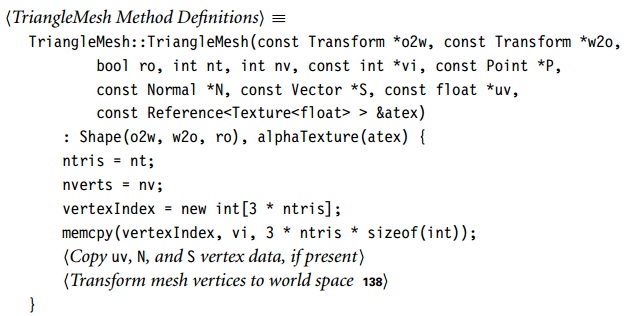 ⟨TriangleMesh Method Definitions⟩ ≡
TriangleMesh::TriangleMesh(const Transform *o2w, const Transform *w2o,
bool ro, int nt, int nv, const int *vi, const Point *P,
const Normal *N, const Vector *S, const float *uv,
const Reference<Texture<float> > &atex)
: Shape(o2w, w2o, ro), alphaTexture(atex) {
ntris = nt;
nverts = nv;
vertexIndex = new int[3 * ntris];
memcpy(vertexIndex, vi, 3 * ntris * sizeof(int));
⟨Copy uv, N, and S vertex data, if present⟩
⟨Transform mesh vertices to world space 138⟩
}